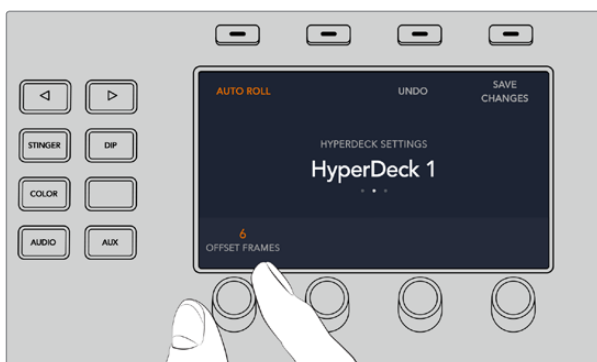 AUTO ROLL
UNDO
SAVE
CHANGES
STINGER
DIP
HYPERDECK SETTINGS
HyperDeck 1
COLOR
AUDIO
AUX
6
OFFSET FRAMES